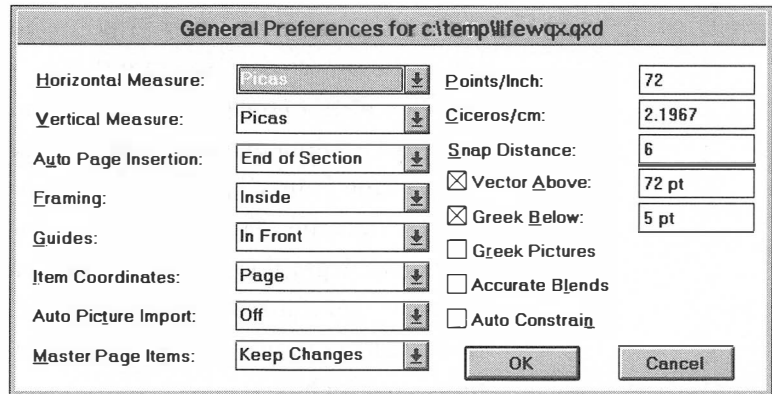 General Preferences for c:\temp\lifewqx.qxd
Horizontal Measure: Picas
Vertical Measure: Picas
Auto Page Insertion: End of Section
Framing: Inside
Guides: In Front
Item Coordinates: Page
Auto Picture Import: Off
Master Page Items: Keep Changes
Points/Inch: 72
Ciceros/cm: 2.1967
Snap Distance: 6
Vector Above: 72 pt
Greek Below: 5 pt
Greek Pictures
Accurate Blends
Auto Constrain
OK Cancel